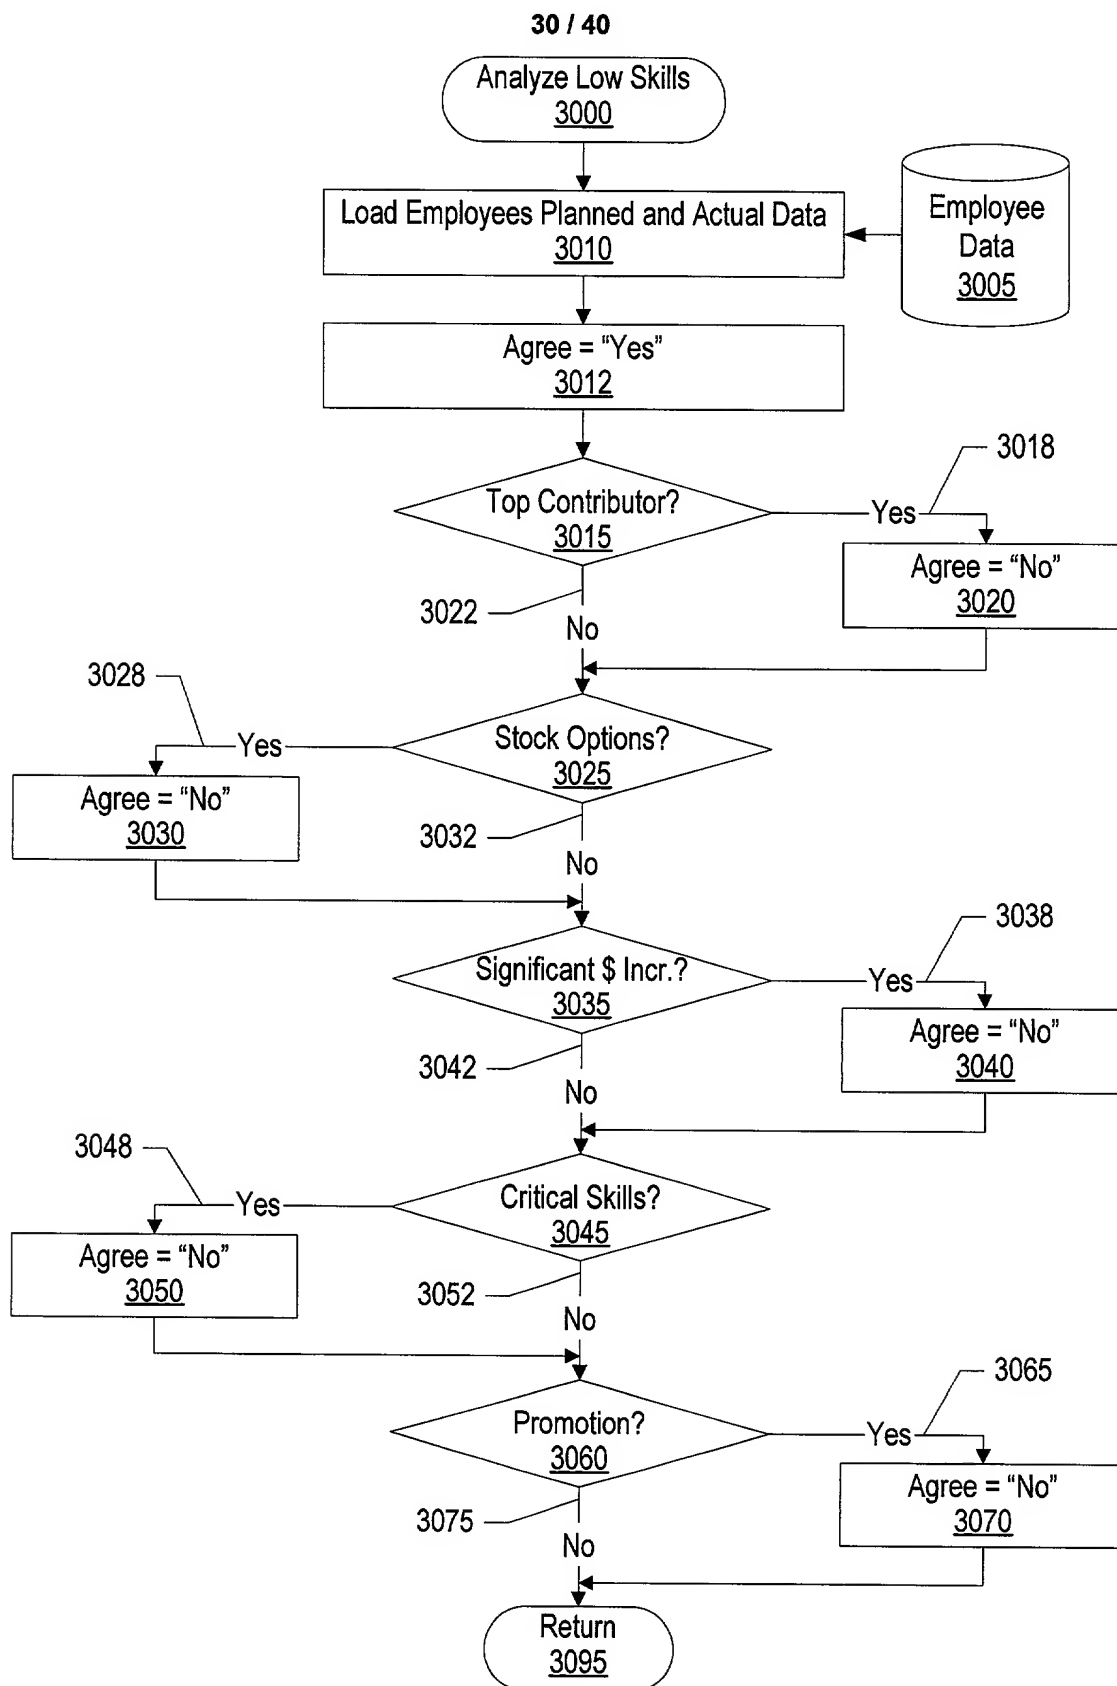 30 / 40
Analyze Low Skills
3000
Load Employees Planned and Actual Data
3010
Employee
Data
3005
Agree = “Yes”
3012
3018
Top Contributor?
3015
Yes
Agree = “No”
3020
3022
No
3028
Yes
Stock Options?
3025
Agree = “No”
3030
3032
No
3038
Significant $ Incr.?
3035
Yes
Agree = “No”
3040
3042
No
3048
Yes
Critical Skills?
3045
Agree = “No”
3050
3052
No
3065
Promotion?
3060
Yes
Agree = “No”
3070
3075
No
Return
3095